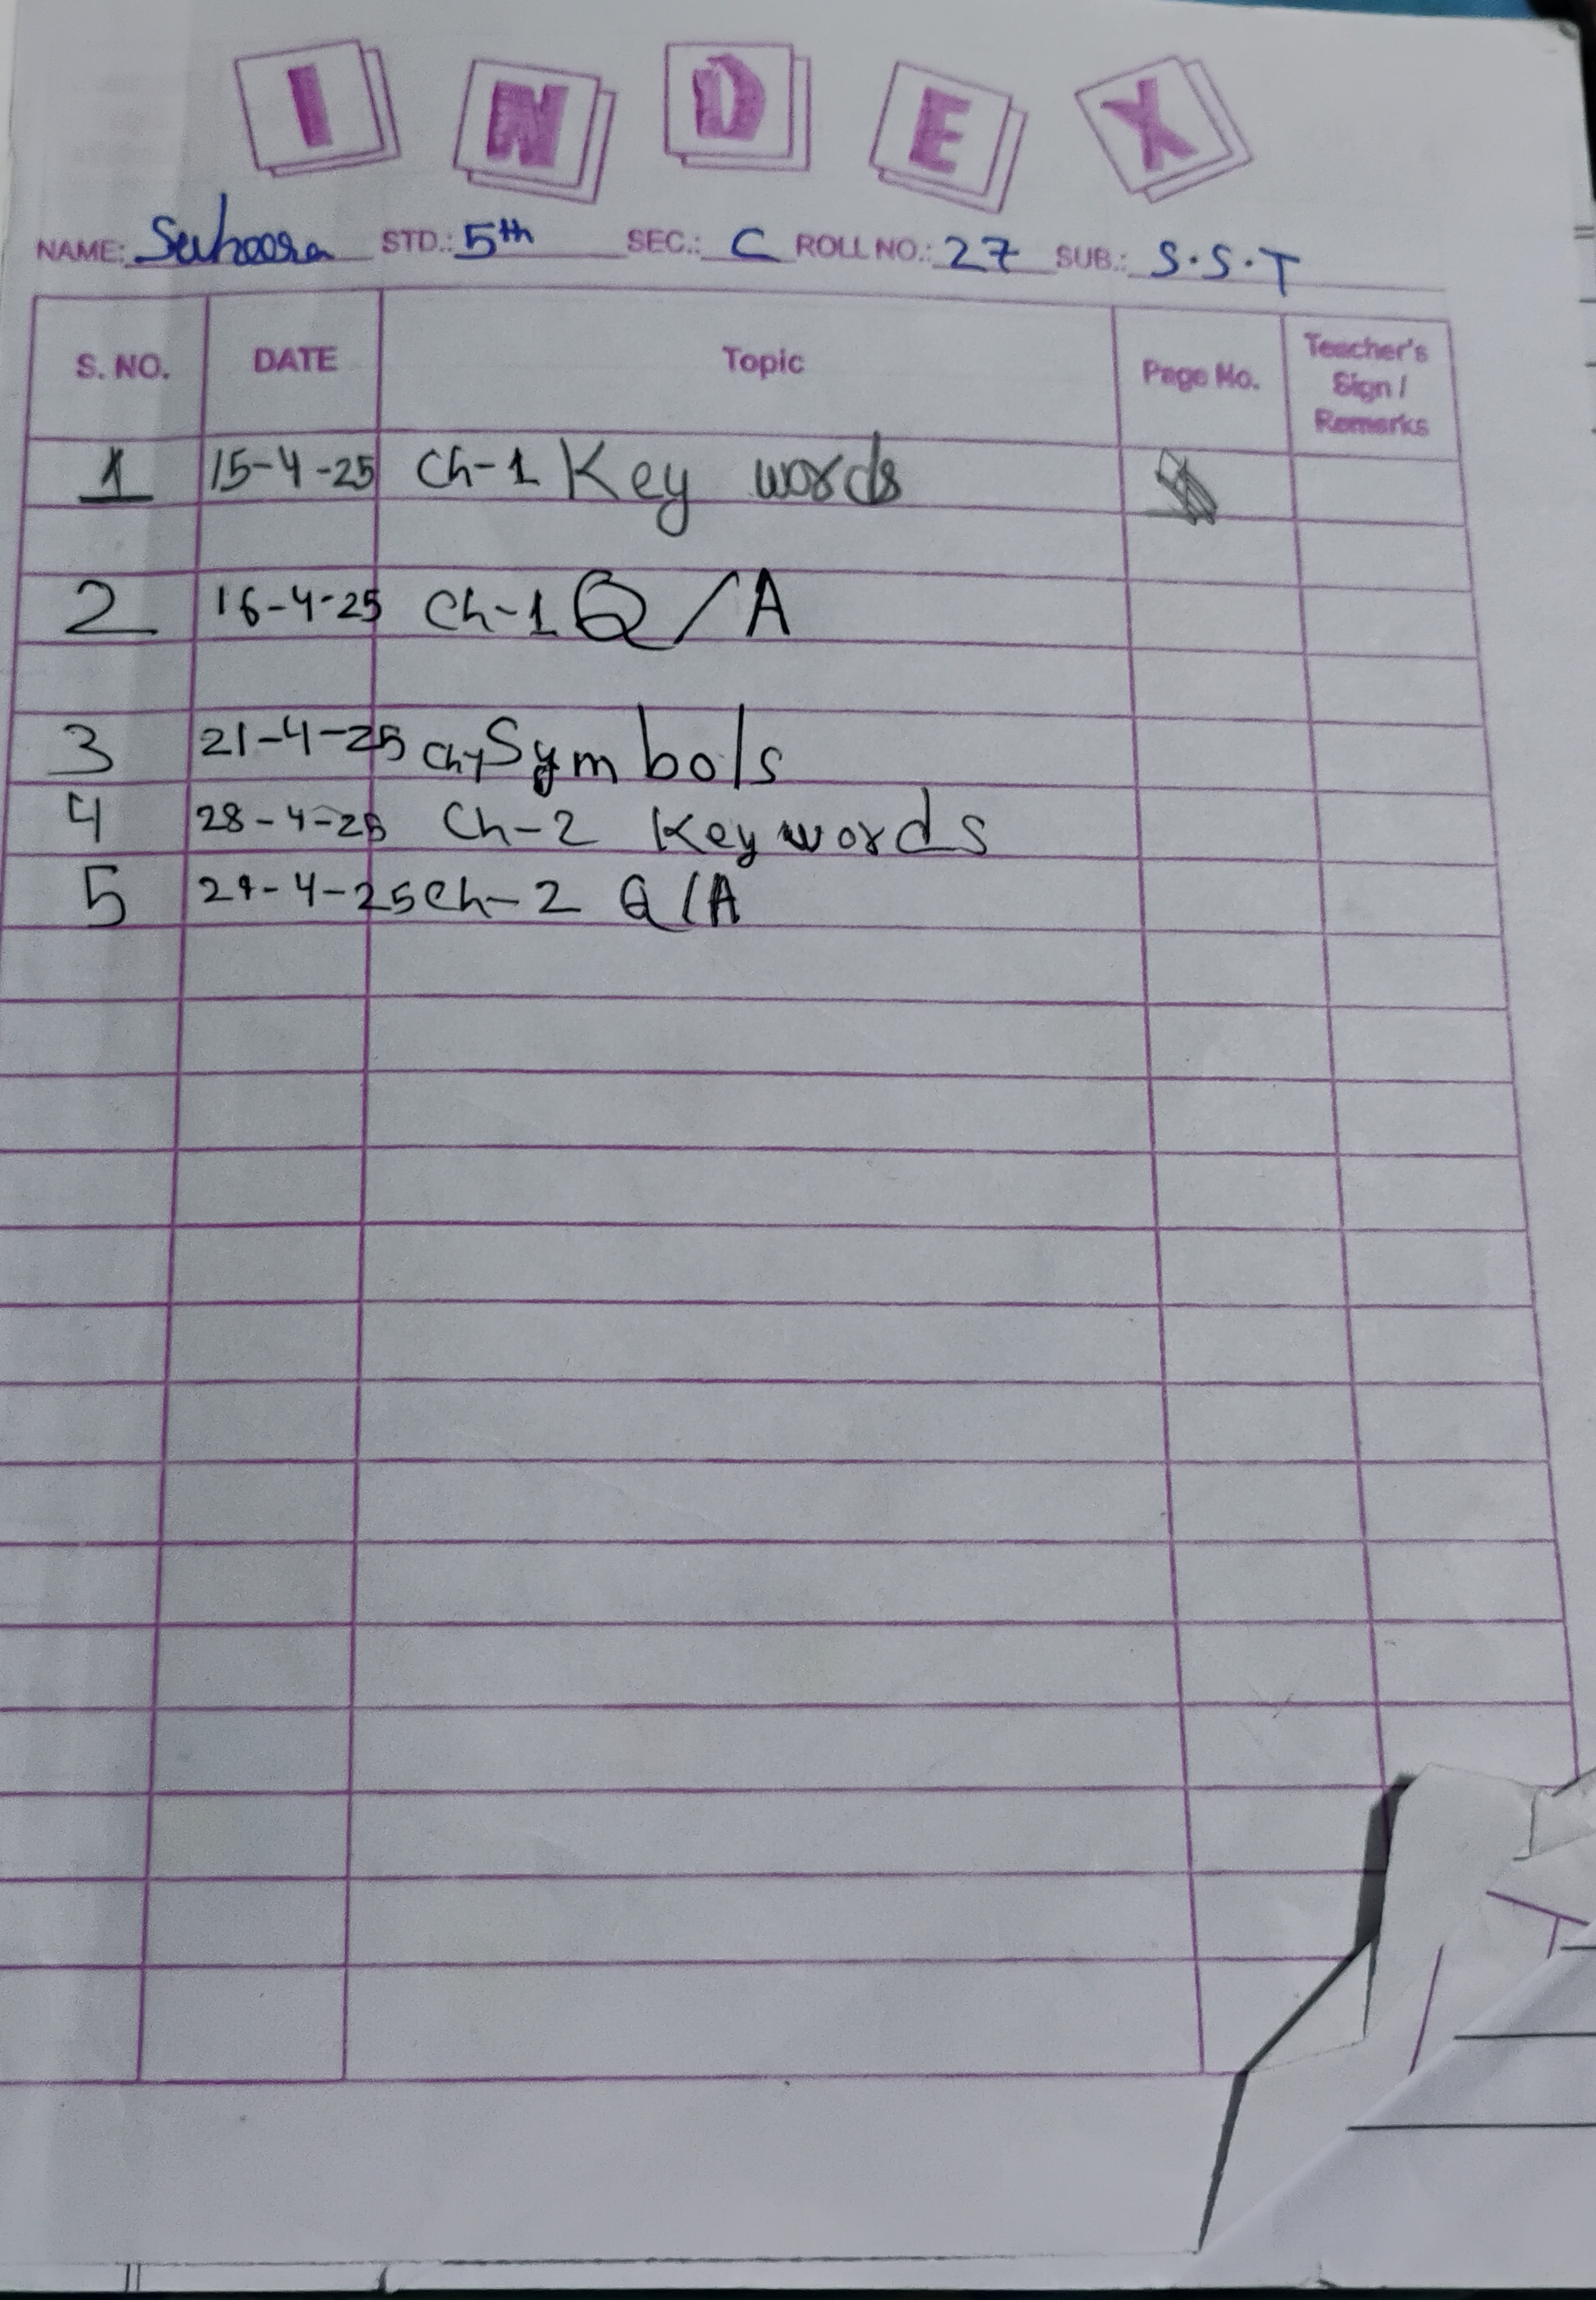 INDEX
NAME: Sehoora STD.: 5th SEC.: C ROLL NO.: 27 SUB.: S.S.T
S. NO. DATE Topic Page No. Teacher's Sign / Remarks
1 15-4-25 Ch-1 Key words
2 16-4-25 Ch-1 Q/A
3 21-4-25 Symbols
4 28-4-25 Ch-2 Key words
5 29-4-25 Ch-2 Q/A